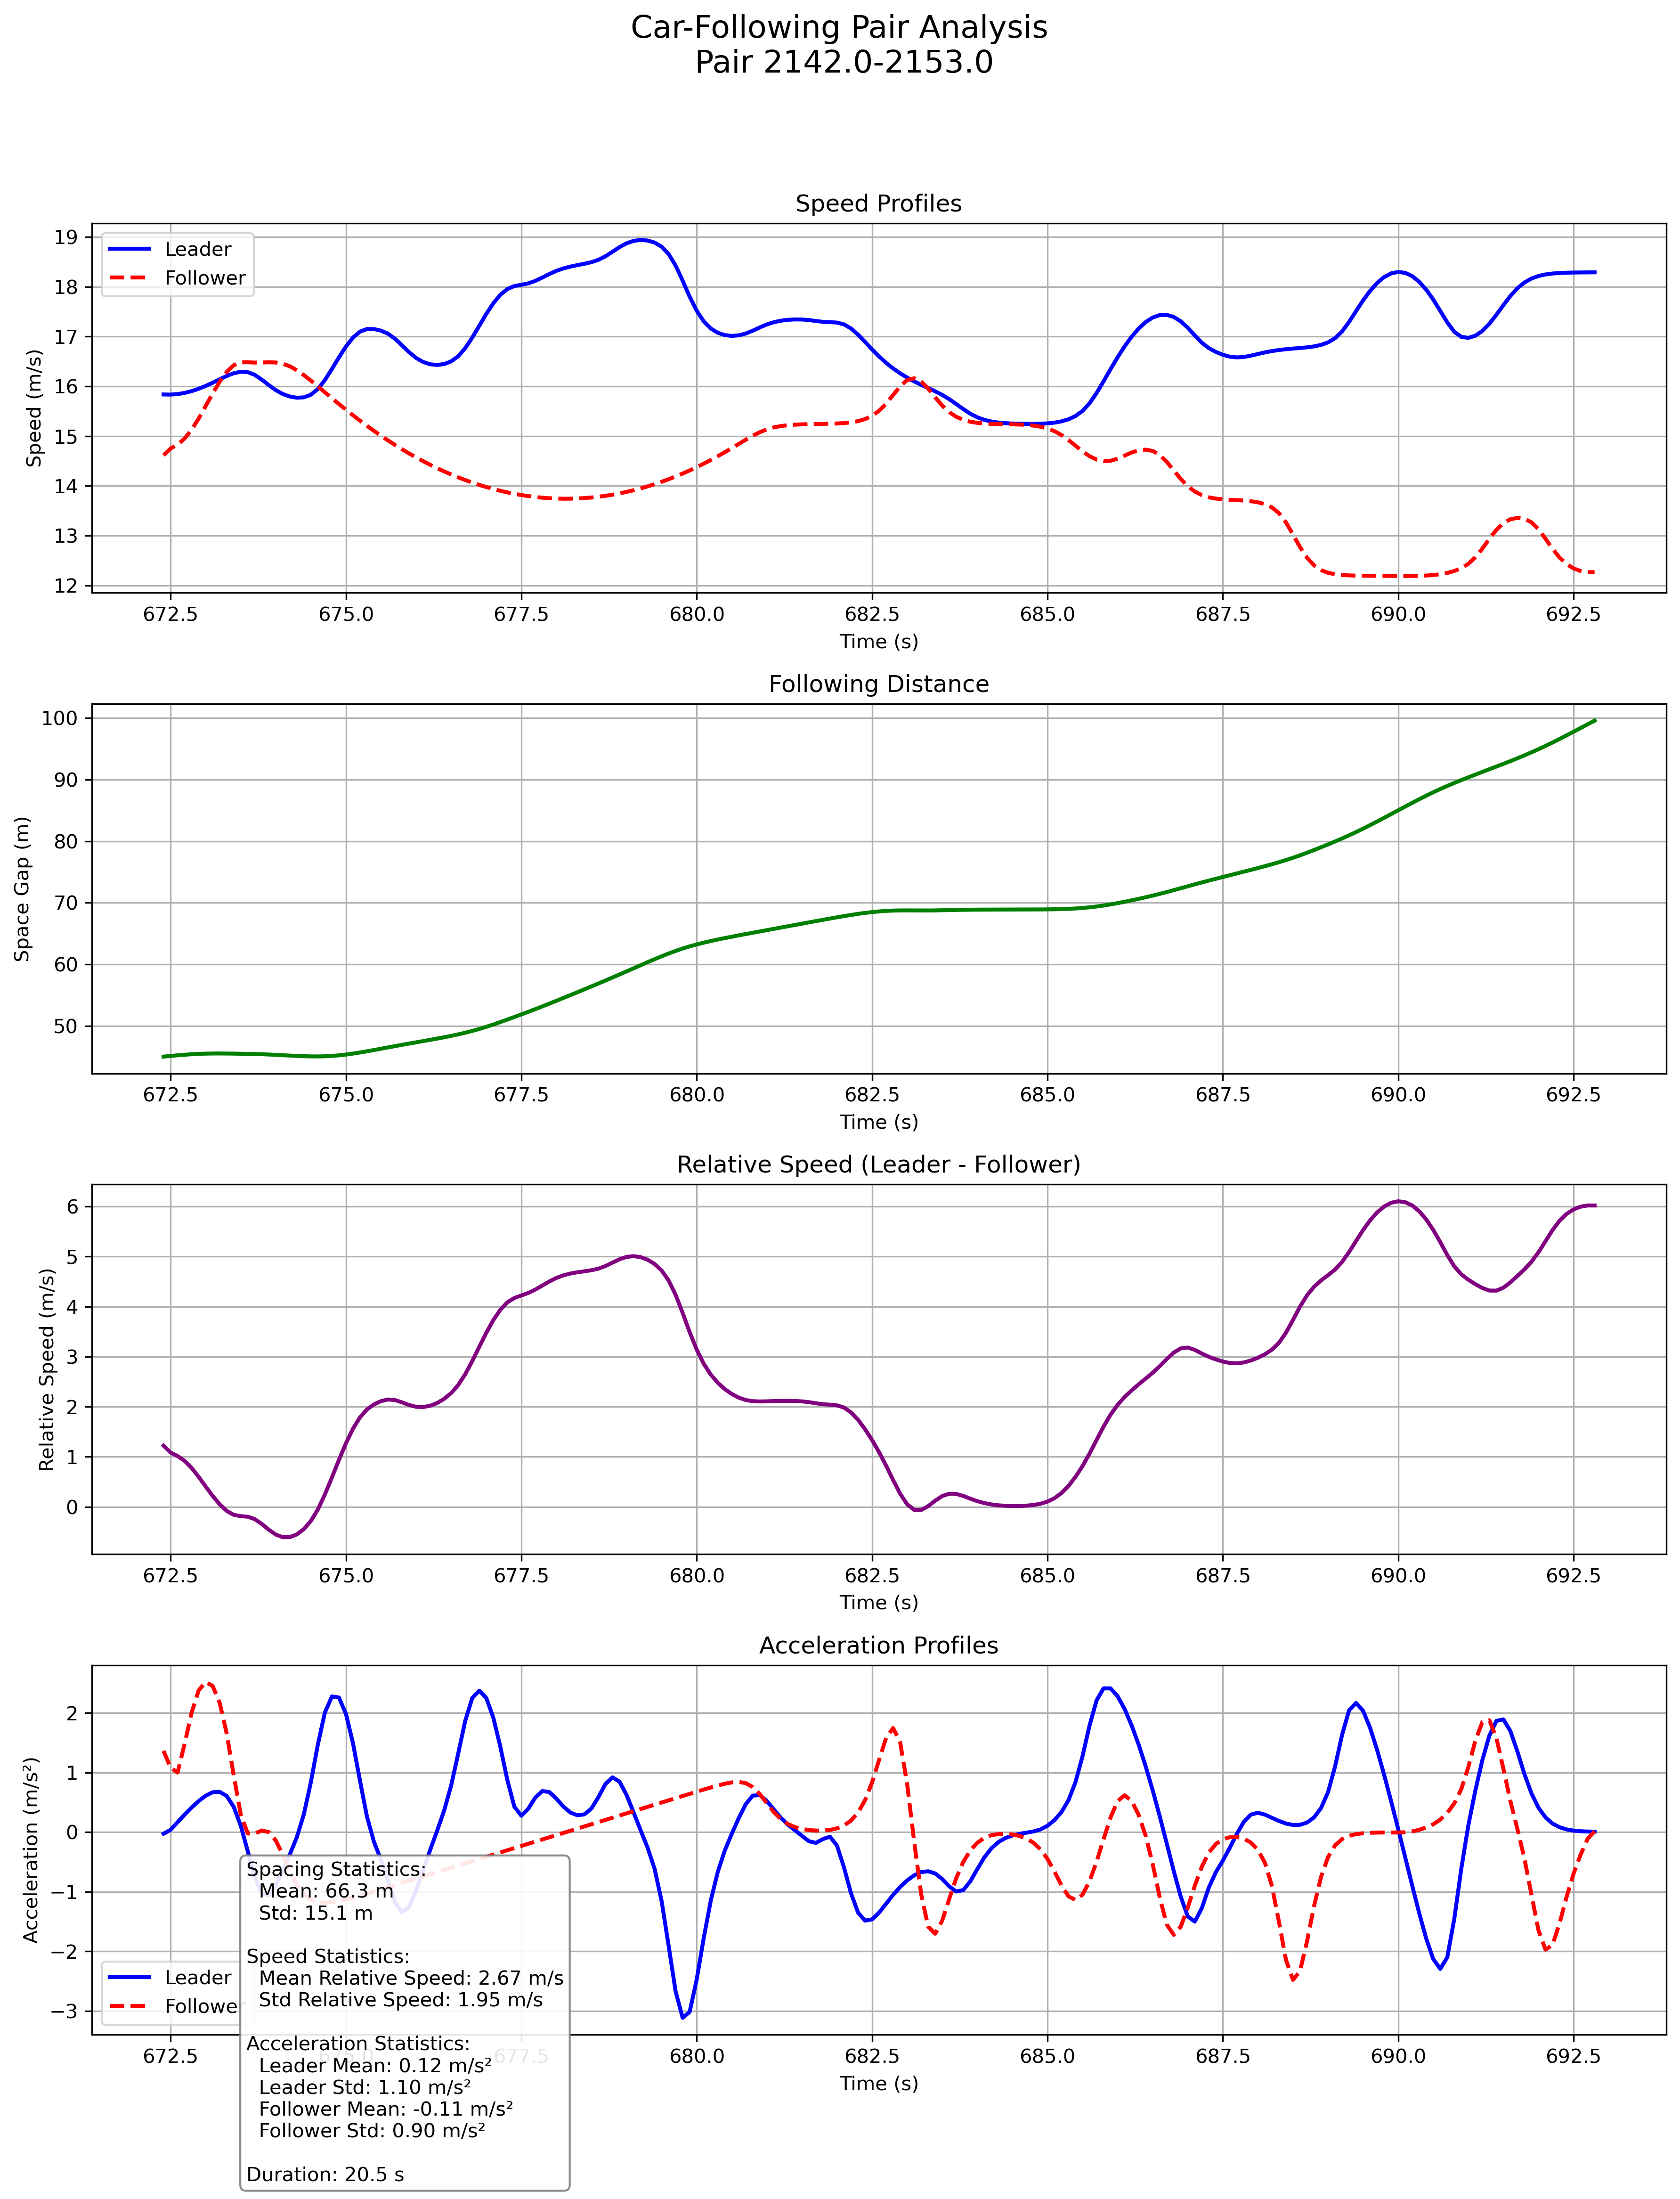 Car-Following Pair Analysis
Pair 2142.0-2153.0
Speed Profiles
19
18
17
16
15
14
13
12
Speed (m/s)
Leader
Follower
672.5 675.0 677.5 680.0 682.5 685.0 687.5 690.0 692.5
Time (s)
Following Distance
100
90
80
70
60
50
Space Gap (m)
672.5 675.0 677.5 680.0 682.5 685.0 687.5 690.0 692.5
Time (s)
Relative Speed (Leader - Follower)
6
5
4
3
2
1
0
Relative Speed (m/s)
672.5 675.0 677.5 680.0 682.5 685.0 687.5 690.0 692.5
Time (s)
Acceleration Profiles
2
1
0
−1
−2
−3
Acceleration (m/s²)
Leader
Follower
672.5 675.0 677.5 680.0 682.5 685.0 687.5 690.0 692.5
Time (s)
Spacing Statistics:
Mean: 66.3 m
Std: 15.1 m
Speed Statistics:
Mean Relative Speed: 2.67 m/s
Std Relative Speed: 1.95 m/s
Acceleration Statistics:
Leader Mean: 0.12 m/s²
Leader Std: 1.10 m/s²
Follower Mean: -0.11 m/s²
Follower Std: 0.90 m/s²
Duration: 20.5 s